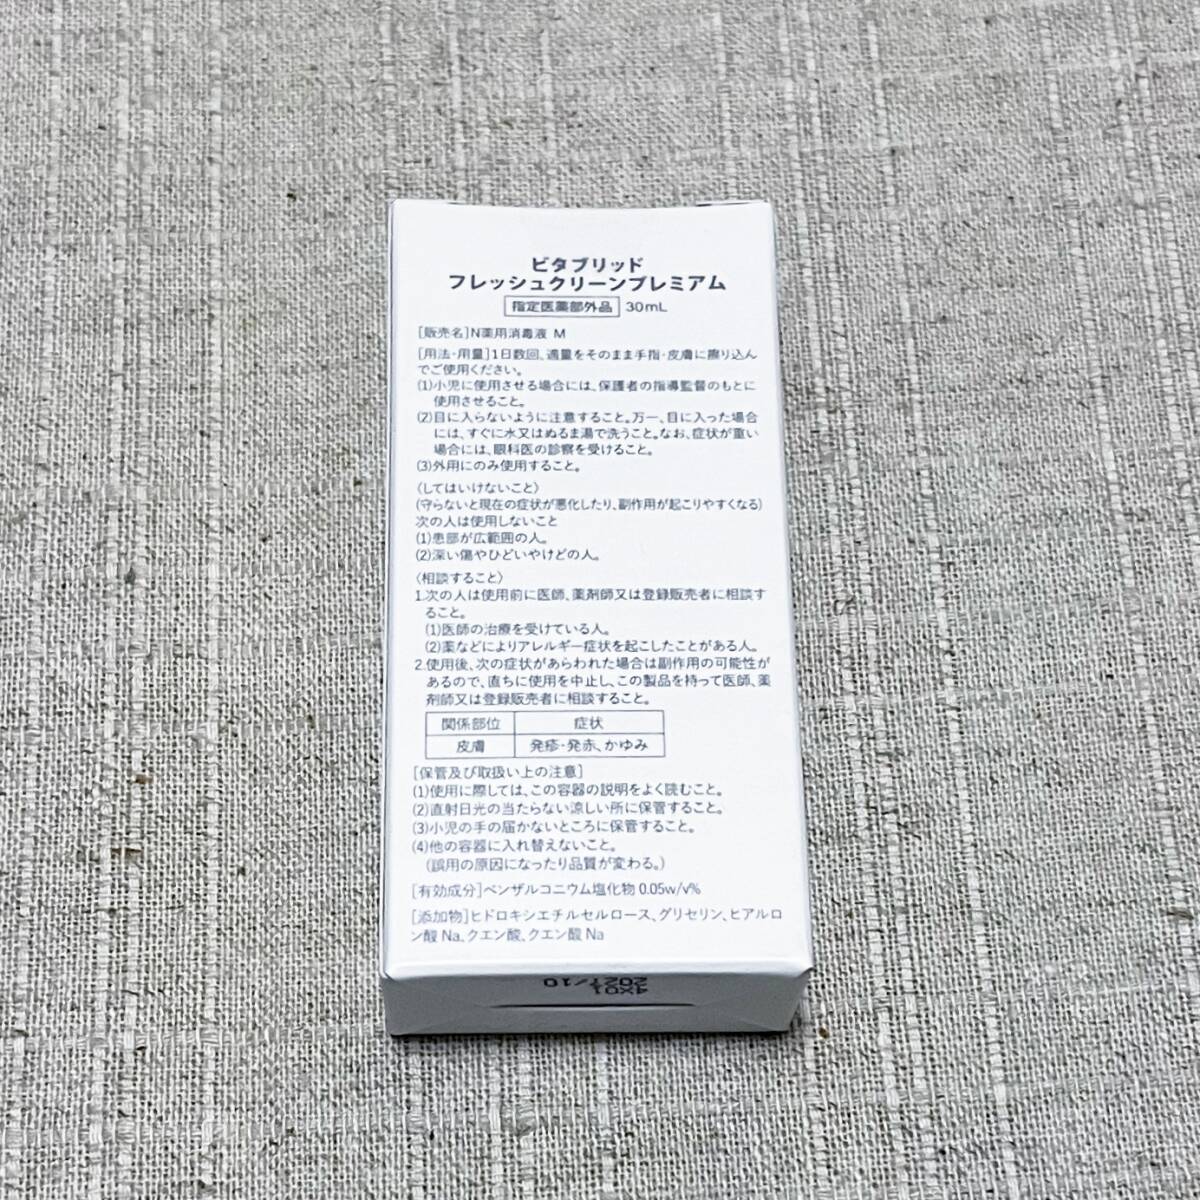 ビタブリッド
フレッシュクリーンプレミアム
指定医薬部外品 30mL
[販売名]N薬用消毒液 M
[用法・用量]1日数回、適量をそのまま手指・皮膚に擦り込ん
でご使用ください。
(1)小児に使用させる場合には、保護者の指導監督のもとに
使用させること。
(2)目に入らないように注意すること。万一、目に入った場合
には、すぐに水又はぬるま湯で洗うこと。なお、症状が重い
場合には、眼科医の診察を受けること。
(3)外用にのみ使用すること。
〈してはいけないこと〉
(守らないと現在の症状が悪化したり、副作用が起こりやすくなる)
次の人は使用しないこと
(1)患部が広範囲の人。
(2)深い傷やひどいやけどの人。
〈相談すること〉
1.次の人は使用前に医師、薬剤師又は登録販売者に相談す
ること。
(1)医師の治療を受けている人。
(2)薬などによりアレルギー症状を起こしたことがある人。
2.使用後、次の症状があらわれた場合は副作用の可能性が
あるので、直ちに使用を中止し、この製品を持って医師、薬
剤師又は登録販売者に相談すること。
関係部位 症状
皮膚 発疹・発赤、かゆみ
[保管及び取扱い上の注意]
(1)使用に際しては、この容器の説明をよく読むこと。
(2)直射日光の当たらない涼しい所に保管すること。
(3)小児の手の届かないところに保管すること。
(4)他の容器に入れ替えないこと。
(誤用の原因になったり品質が変わる。)
[有効成分]ベンザルコニウム塩化物 0.05w/v%
[添加物]ヒドロキシエチルセルロース、グリセリン、ヒアルロ
ン酸 Na、クエン酸、クエン酸 Na
4X01